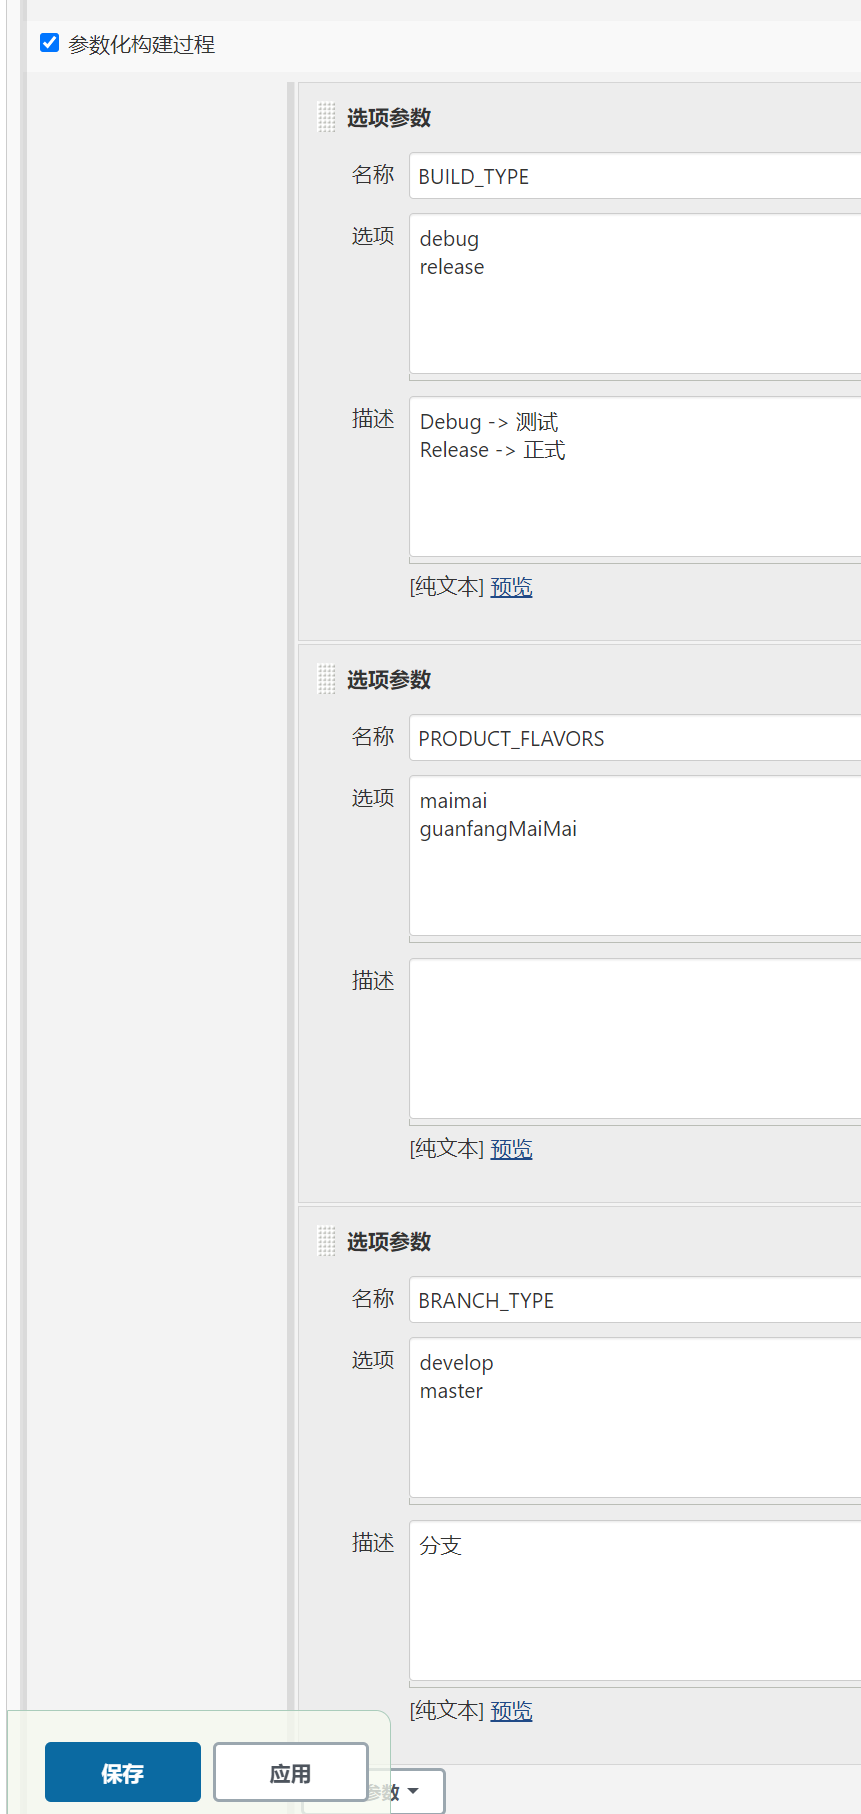 参数化构建过程
选项参数
名称 BUILD_TYPE
选项 debug
release
描述 Debug -> 测试
Release -> 正式
[纯文本] 预览
选项参数
名称 PRODUCT_FLAVORS
选项 maimai
guanfangMaiMai
描述
[纯文本] 预览
选项参数
名称 BRANCH_TYPE
选项 develop
master
描述 分支
[纯文本] 预览
保存 应用 参数